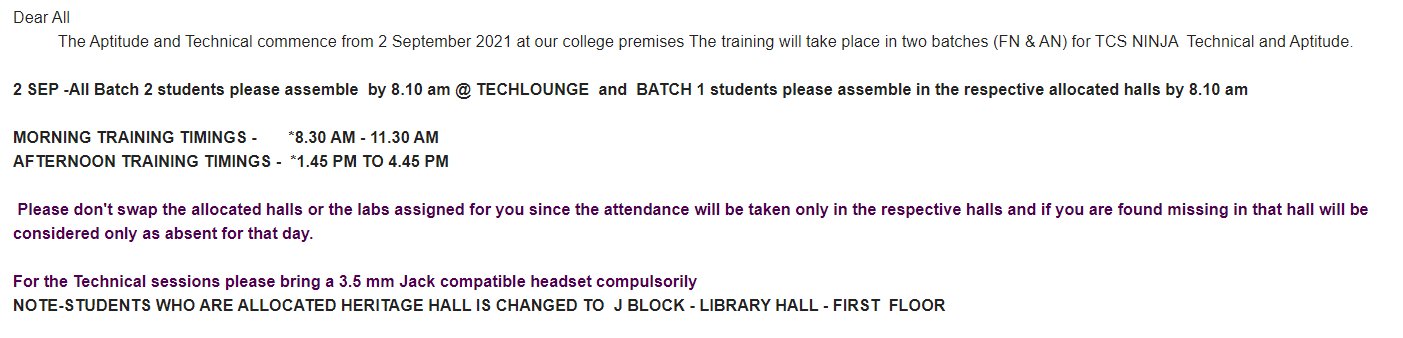 Dear All
The Aptitude and Technical commence from 2 September 2021 at our college premises The training will take place in two batches (FN & AN) for TCS NINJA Technical and Aptitude.
2 SEP -All Batch 2 students please assemble by 8.10 am @ TECHLOUNGE and BATCH 1 students please assemble in the respective allocated halls by 8.10 am
MORNING TRAINING TIMINGS - *8.30 AM - 11.30 AM
AFTERNOON TRAINING TIMINGS - *1.45 PM TO 4.45 PM
Please don't swap the allocated halls or the labs assigned for you since the attendance will be taken only in the respective halls and if you are found missing in that hall will be
considered only as absent for that day.
For the Technical sessions please bring a 3.5 mm Jack compatible headset compulsorily
NOTE-STUDENTS WHO ARE ALLOCATED HERITAGE HALL IS CHANGED TO J BLOCK - LIBRARY HALL - FIRST FLOOR